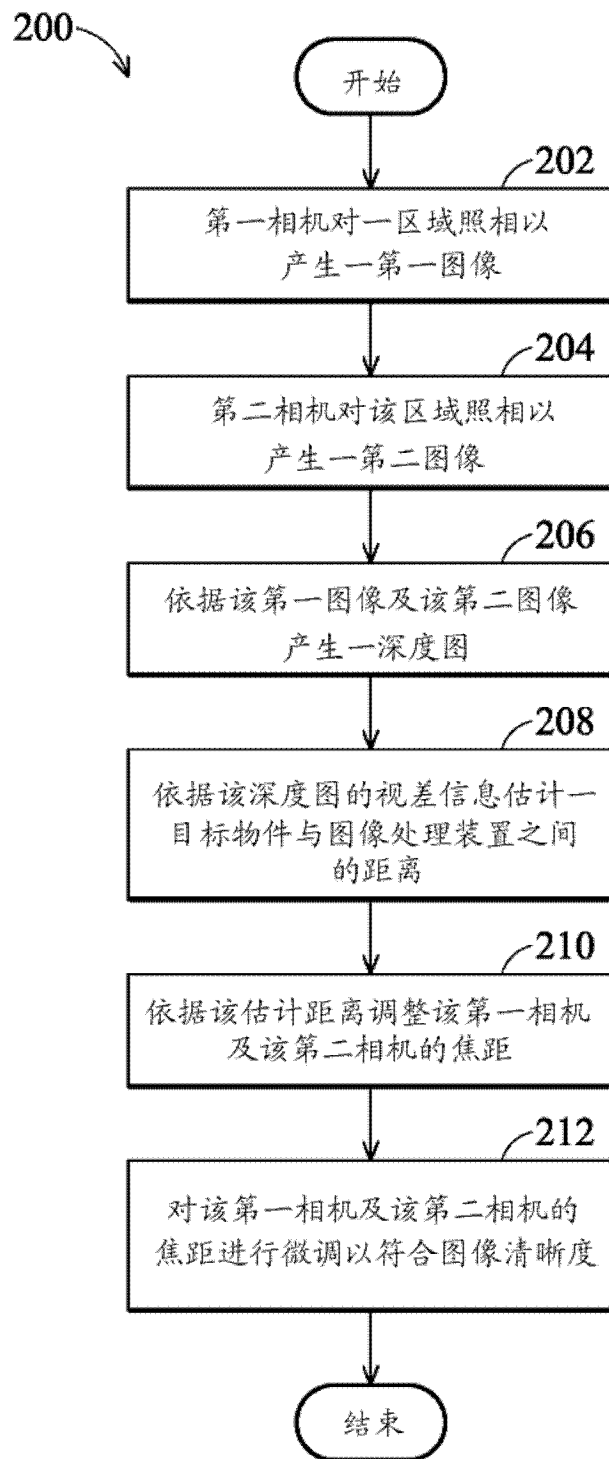 200
开始
202
第一相机对一区域照相以
产生一第一图像
204
第二相机对该区域照相以
产生一第二图像
206
依据该第一图像及该第二图像
产生一深度图
208
依据该深度图的视差信息估计一
目标物件与图像处理装置之间
的距离
210
依据该估计距离调整该第一相机
及该第二相机的焦距
212
对该第一相机及该第二相机的
焦距进行微调以符合图像清晰度
结束